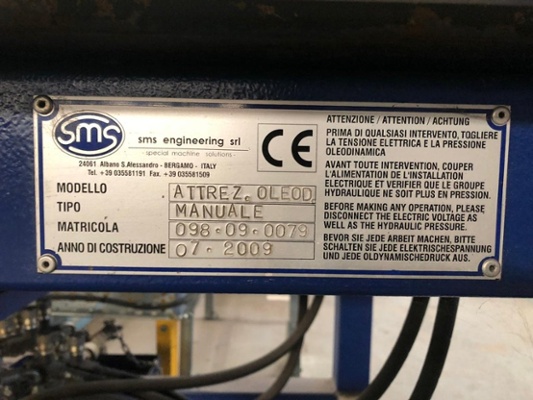 sms
sms engineering srl
special machine solutions
24061 Albano S.Alessandro - BERGAMO - ITALY
Tel. +39 035581191 Fax. +39 035581509
CE
MODELLO ATTREZ.OLEOD.
TIPO MANUALE
MATRICOLA 098.09.0079
ANNO DI COSTRUZIONE 07.2009
ATTENZIONE / ATTENTION / ACHTUNG
PRIMA DI QUALSIASI INTERVENTO, TOGLIERE
LA TENSIONE ELETTRICA E LA PRESSIONE
OLEODINAMICA
AVANT TOUTE INTERVENTION, COUPER
L'ALIMENTATION DE L'INSTALLATION
ELECTRIQUE ET VERIFIER QUE LE GROUPE
HYDRAULIQUE NE SOIT PLUS EN PRESSION.
BEFORE MAKING ANY OPERATION, PLEASE
DISCONNECT THE ELECTRIC VOLTAGE AS
WELL AS THE HYDRAULIC PRESSURE.
BEVOR SIE JEDE ARBEIT MACHEN, BITTE
SCHALTEN SIE JEDE ELEKTRISCHESPANNUNG
UND JEDE OLDYNAMISCHEDRUCK AUS.